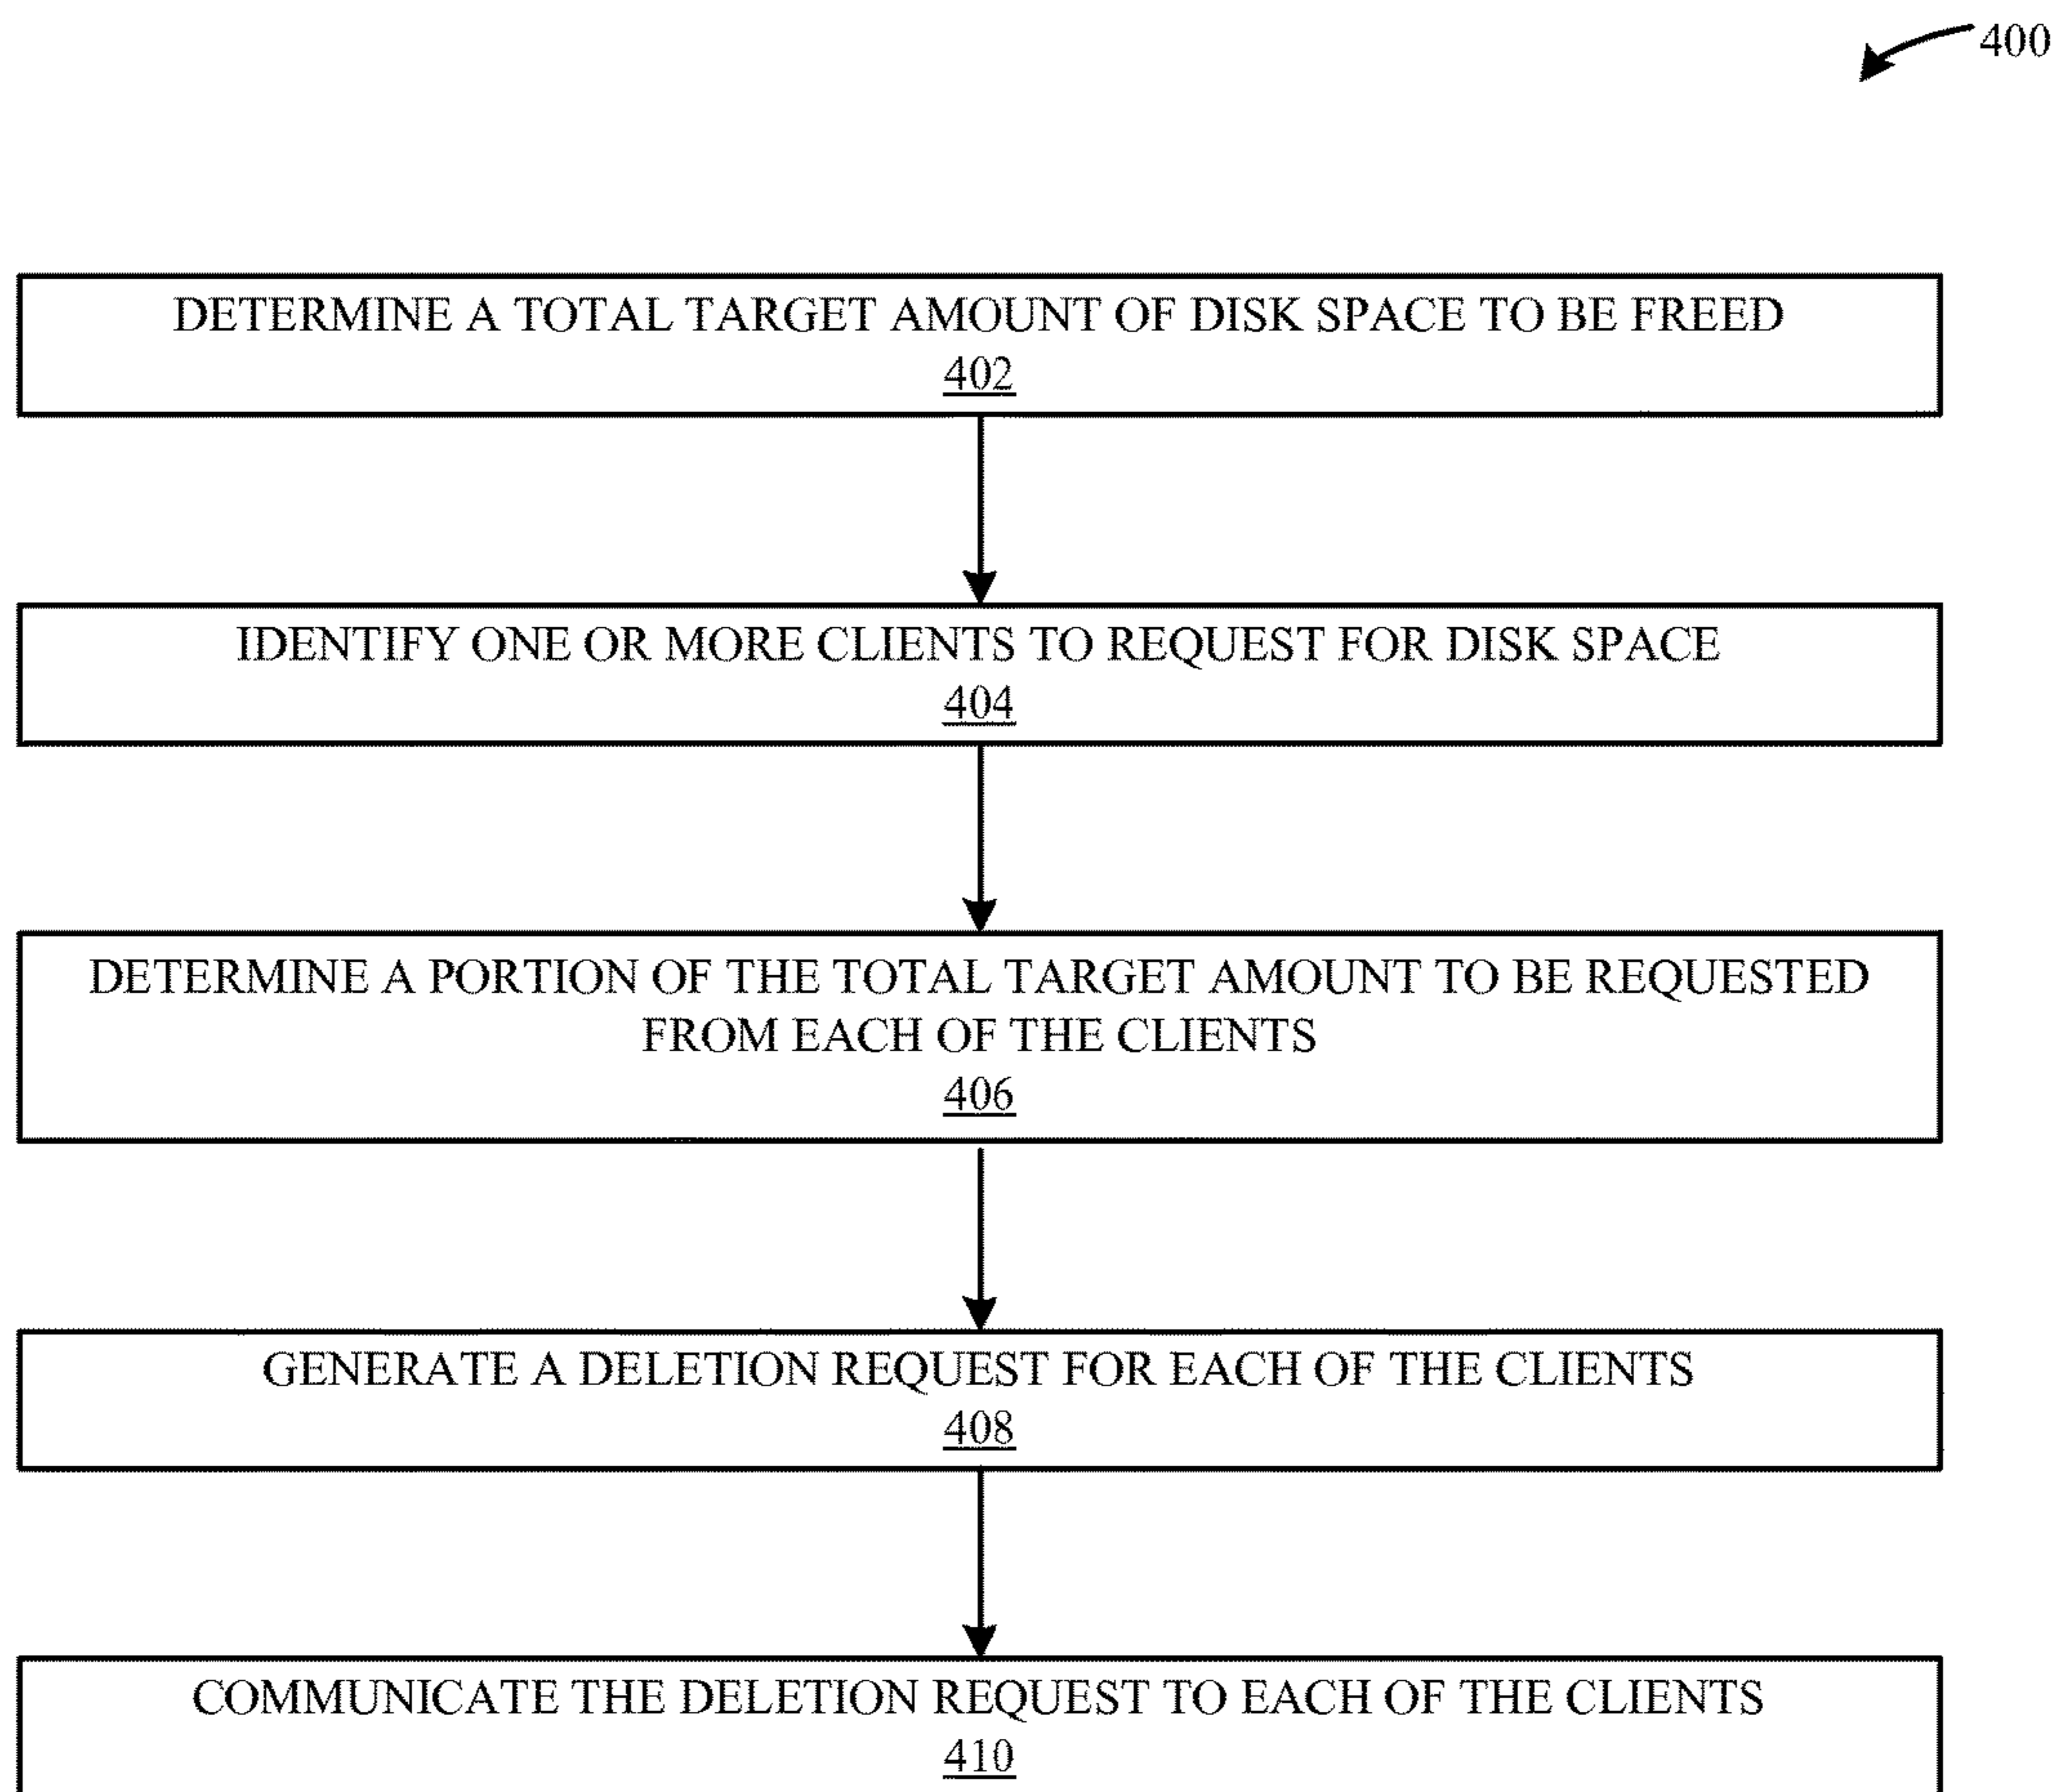 400
DETERMINE A TOTAL TARGET AMOUNT OF DISK SPACE TO BE FREED
402
IDENTIFY ONE OR MORE CLIENTS TO REQUEST FOR DISK SPACE
404
DETERMINE A PORTION OF THE TOTAL TARGET AMOUNT TO BE REQUESTED
FROM EACH OF THE CLIENTS
406
GENERATE A DELETION REQUEST FOR EACH OF THE CLIENTS
408
COMMUNICATE THE DELETION REQUEST TO EACH OF THE CLIENTS
410